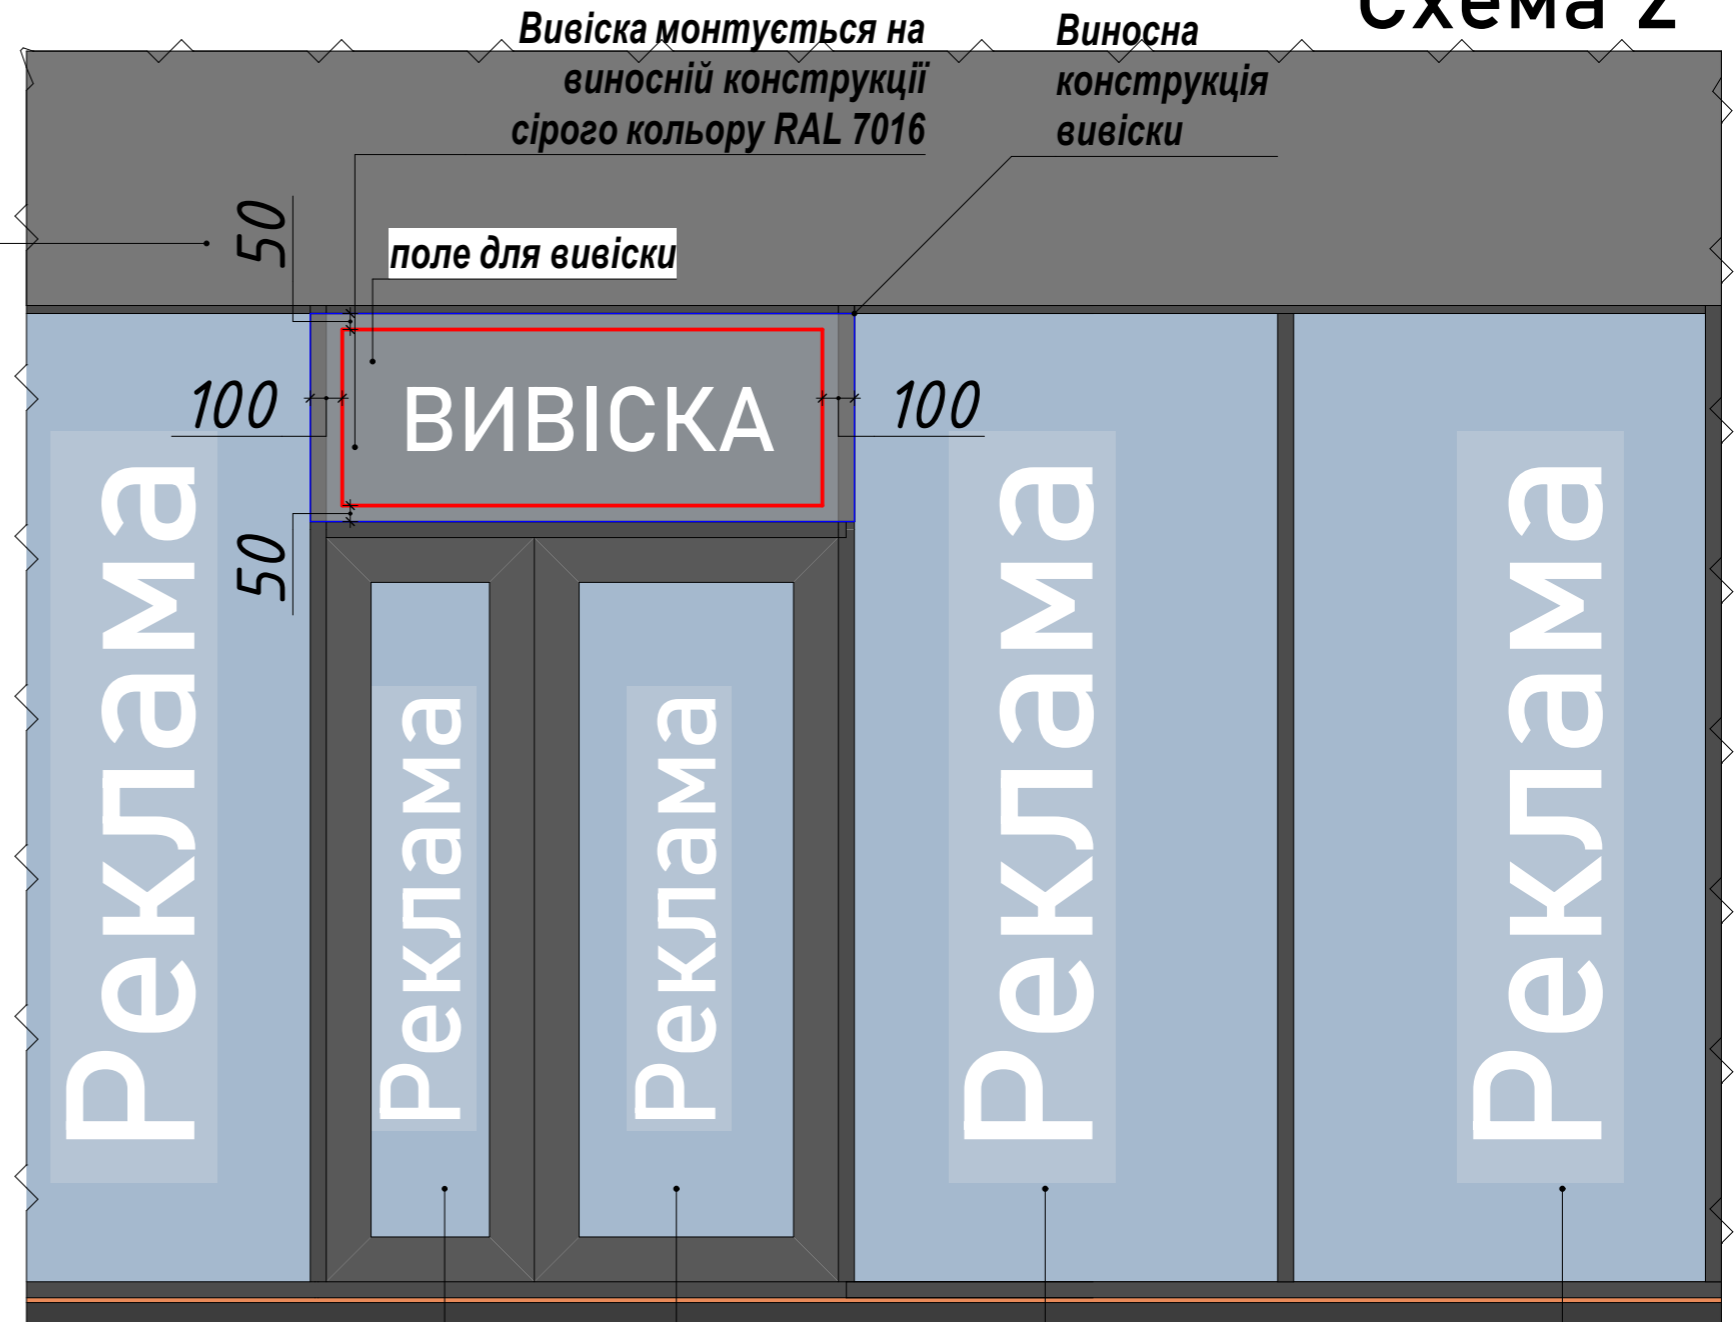 Схема 2
Вивіска монтується на
виносній конструкції
сірого кольору RAL 7016
Виносна
конструкція
вивіски
50
поле для вивіски
100
ВИВІСКА
100
50
Реклама
Реклама
Реклама
Реклама
Реклама